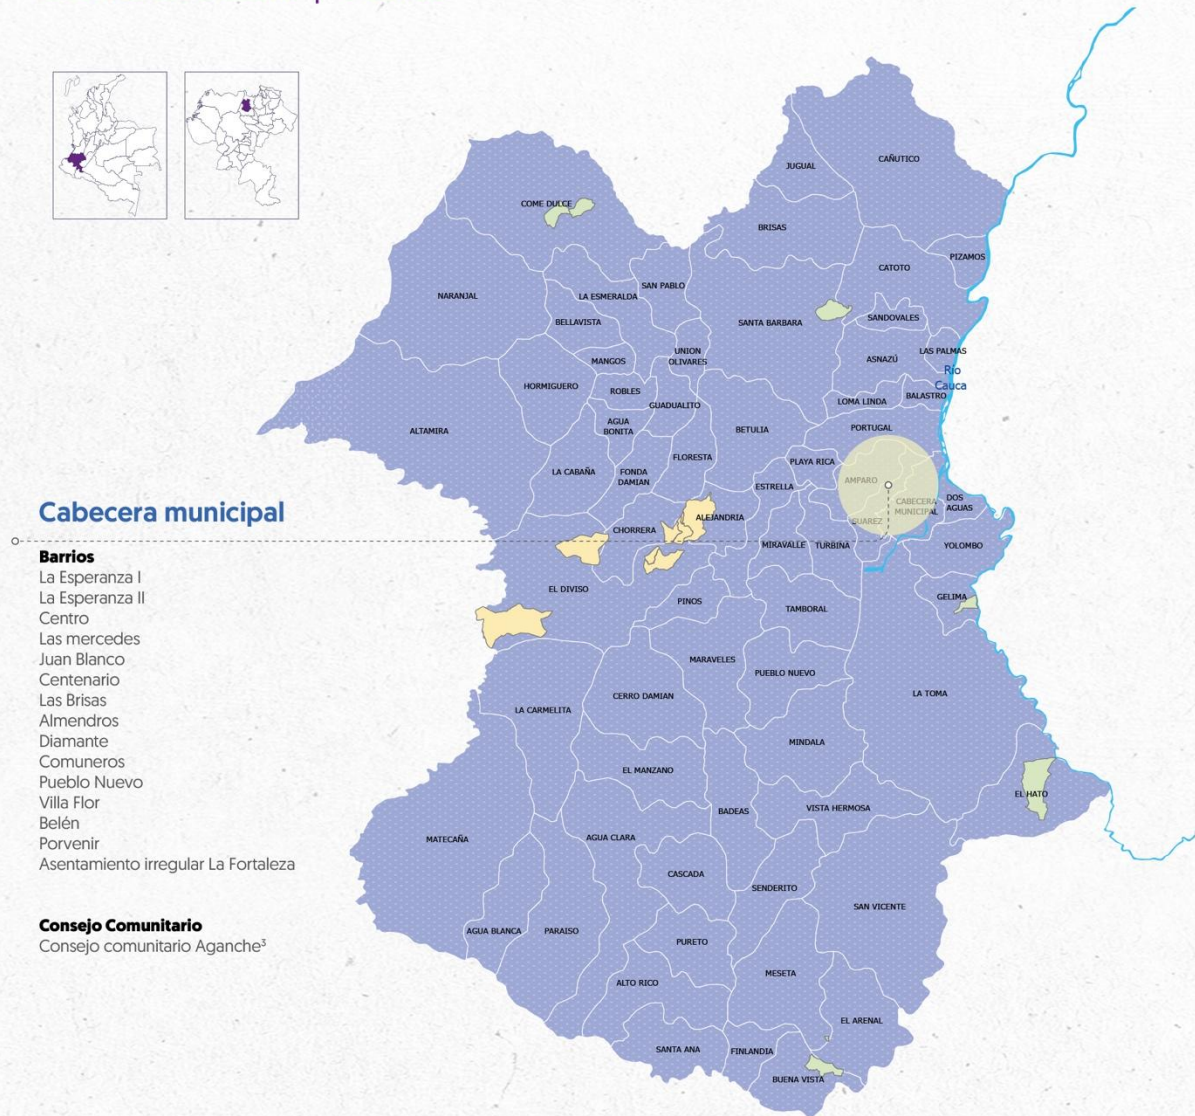 CAÑUTICO
JUGUAL
COME DULCE
BRISAS
PIZAMOS
CATOTO
SAN PABLO
NARANJAL
LA ESMERALDA
SANDOVALES
BELLAVISTA
SANTA BARBARA
UNION
OLIVARES
LAS PALMAS
ASNAZÚ
MANGOS
Río
Cauca
HORMIGUERO
ROBLES
BALASTRO
LOMA LINDA
GUADUALITO
AGUA
BONITA
PORTUGAL
ALTAMIRA
BETULIA
FLORESTA
PLAYA RICA
LA CABAÑA
FONDA
DAMIAN
AMPARO
ESTRELLA
DOS
AGUAS
CABECERA
MUNICIPAL
SUAREZ
ALEJANDRIA
CHORRERA
MIRAVALLE
TURBINA
YOLOMBO
EL DIVISO
GELIMA
PINOS
TAMBORAL
MARAVELES
PUEBLO NUEVO
LA TOMA
CERRO DAMIAN
LA CARMELITA
MINDALA
EL MANZANO
EL HATO
VISTA HERMOSA
BADEAS
MATECAÑA
AGUA CLARA
CASCADA
SENDERITO
SAN VICENTE
AGUA BLANCA
PARAISO
PURETO
MESETA
ALTO RICO
EL ARENAL
SANTA ANA
FINLANDIA
BUENA VISTA
Cabecera municipal
Barrios
La Esperanza I
La Esperanza II
Centro
Las mercedes
Juan Blanco
Centenario
Las Brisas
Almendros
Diamante
Comuneros
Pueblo Nuevo
Villa Flor
Belén
Porvenir
Asentamiento irregular La Fortaleza
Consejo Comunitario
Consejo comunitario Aganche³